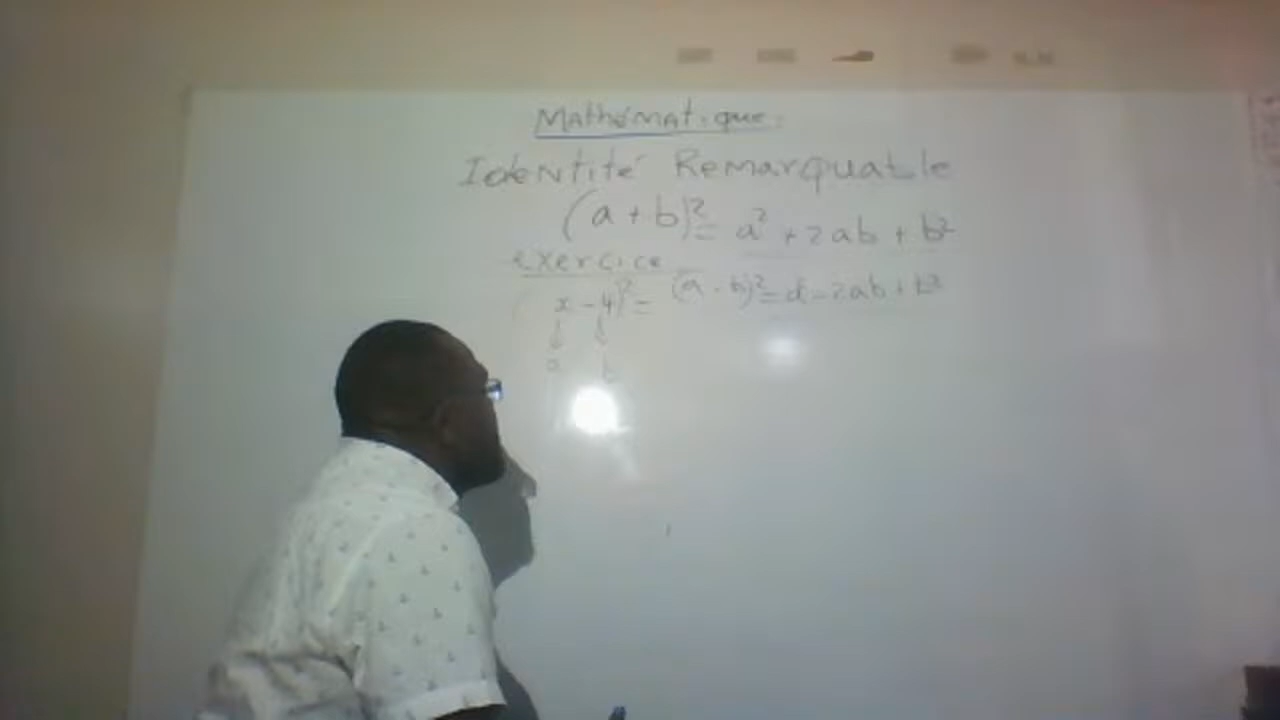 Mathématique:
Identité Remarquable
(a + b)² = a² + 2ab + b²
exercice
(x - 4)² = (a - b)² = a² - 2ab + b²
a b